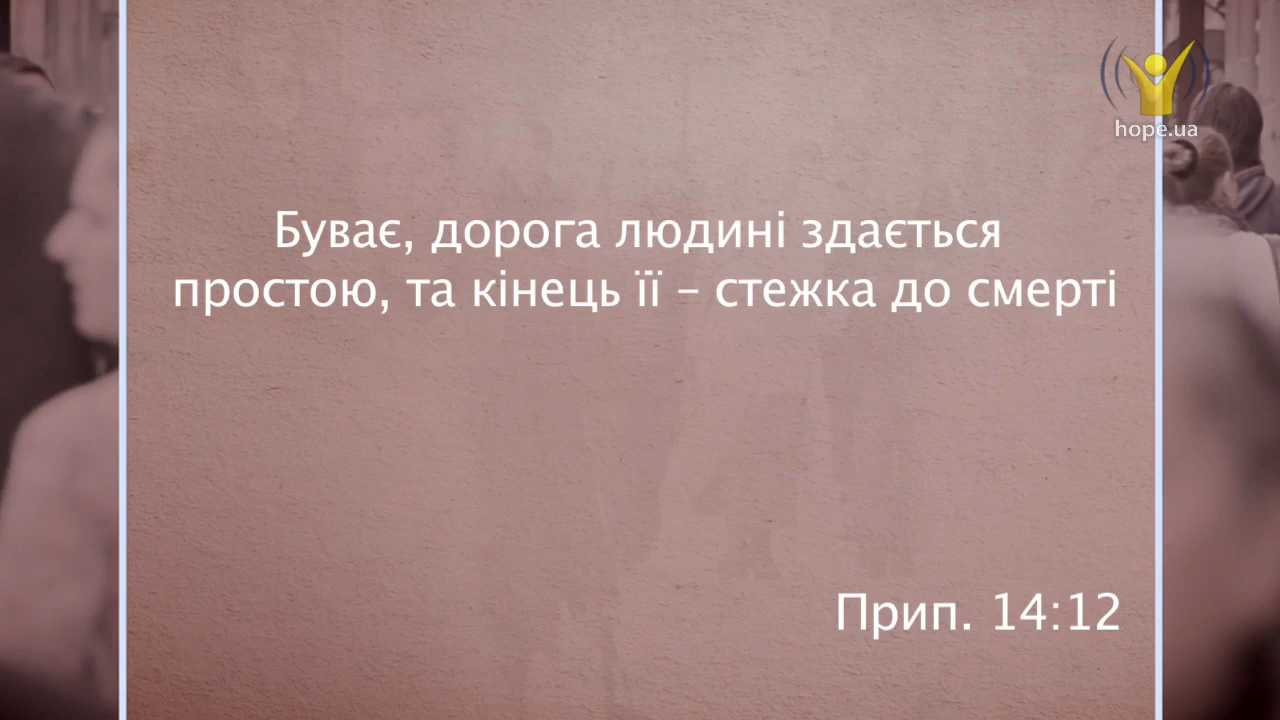 hope.ua
Буває, дорога людині здається
простою, та кінець її – стежка до смерті
Прип. 14:12